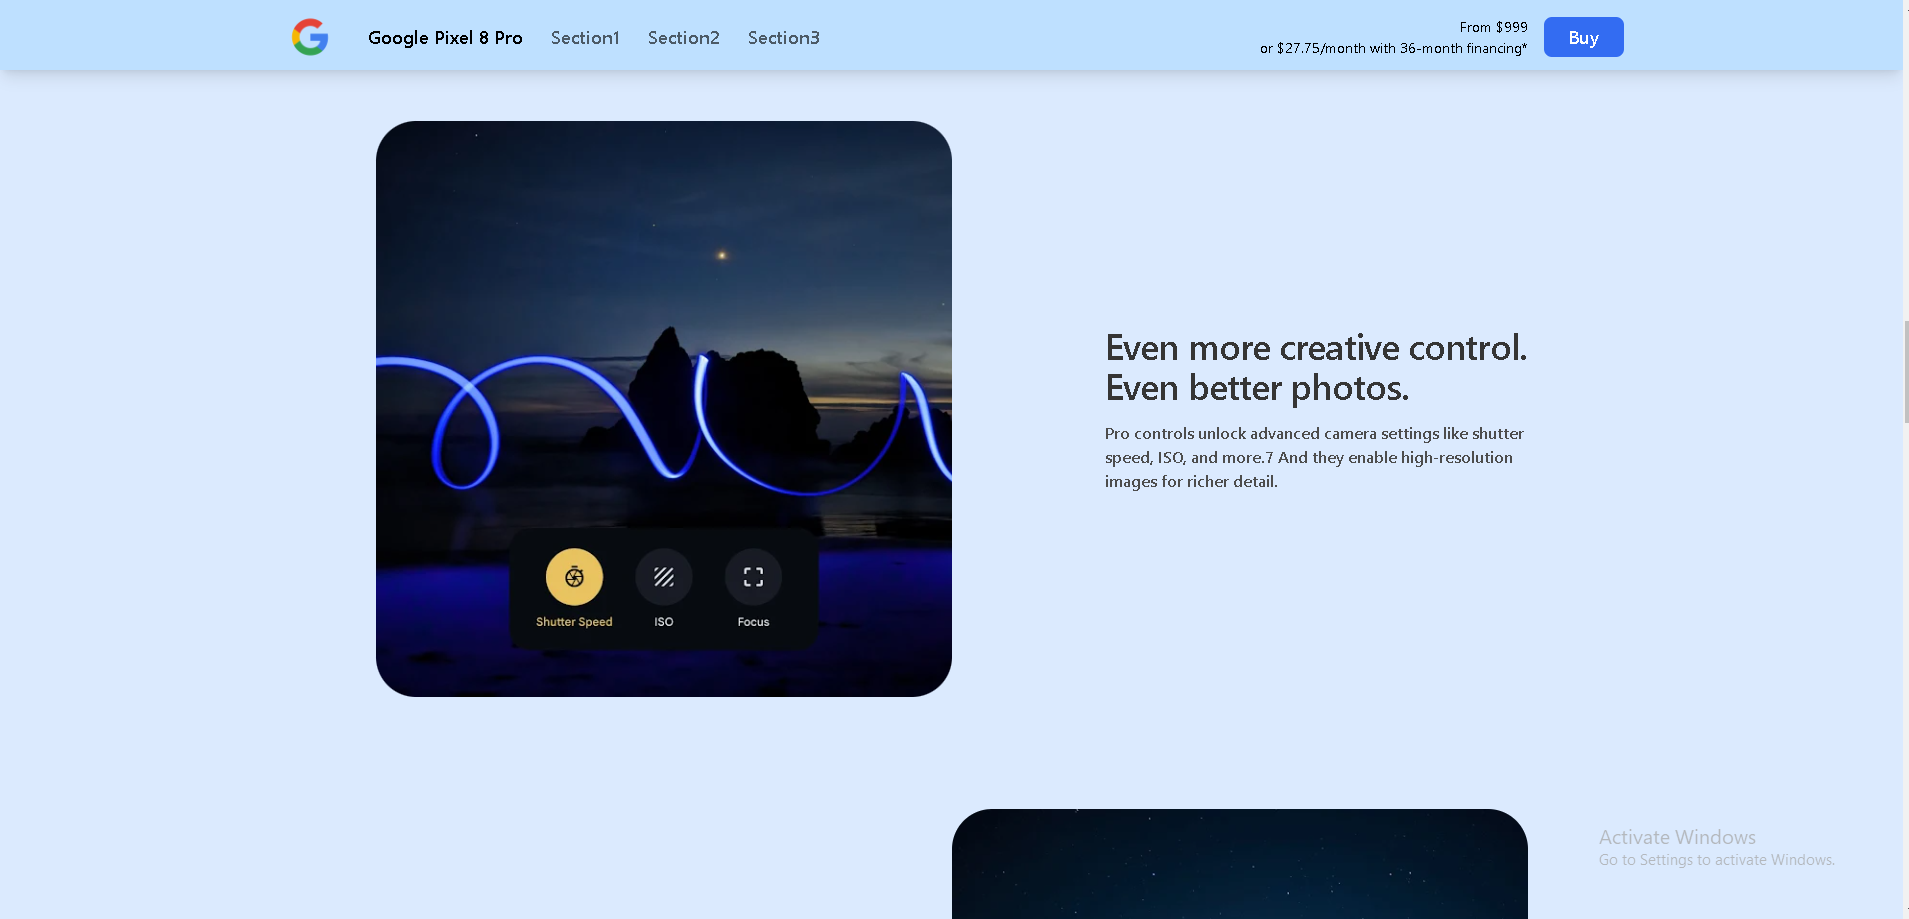 Google Pixel 8 Pro Section1 Section2 Section3
From $999
or $27.75/month with 36-month financing*
Buy
Even more creative control.
Even better photos.
Pro controls unlock advanced camera settings like shutter
speed, ISO, and more.7 And they enable high-resolution
images for richer detail.
Shutter Speed ISO Focus
Activate Windows
Go to Settings to activate Windows.